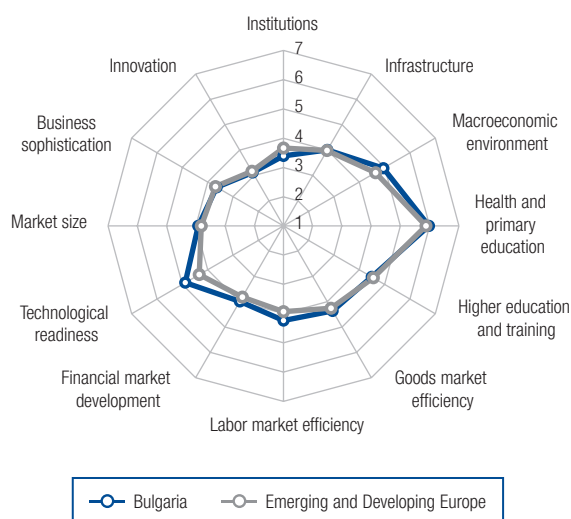 Institutions
7
6
5
4
3
2
1
Infrastructure
Macroeconomic
environment
Health and
primary
education
Higher education
and training
Goods market
efficiency
Labor market efficiency
Financial market
development
Technological
readiness
Market size
Business
sophistication
Innovation
Bulgaria
Emerging and Developing Europe